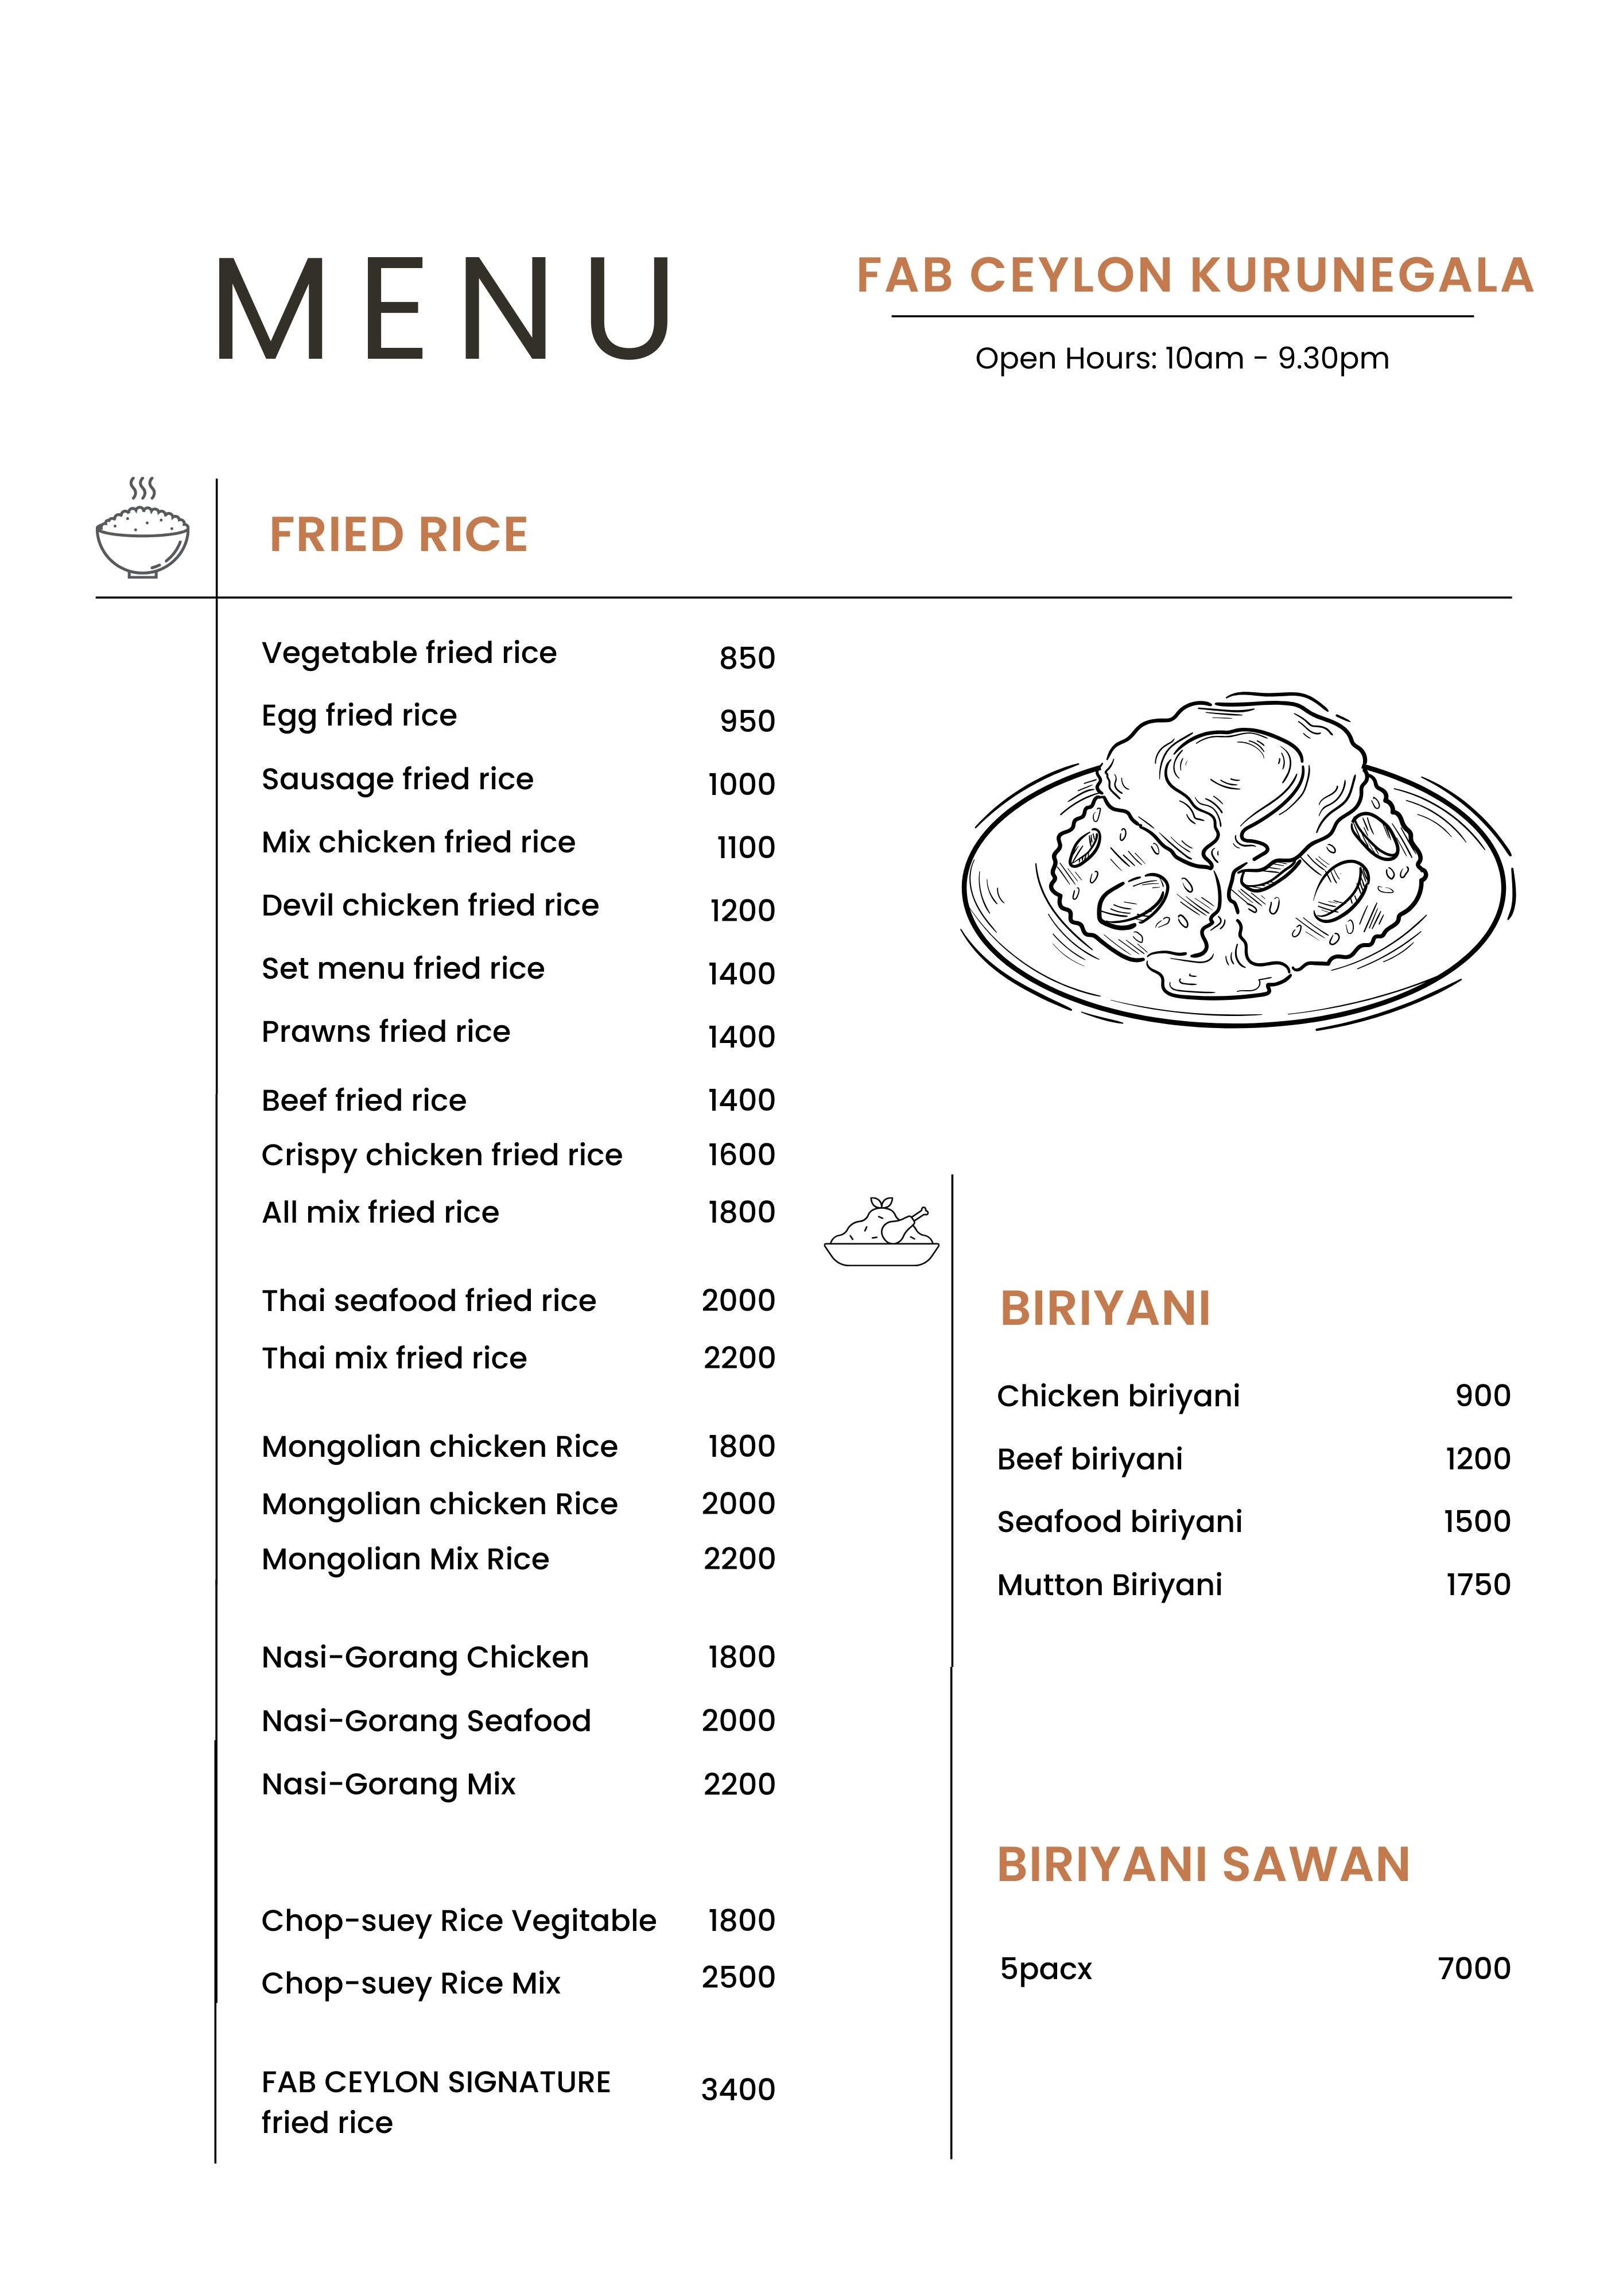 MENU
FAB CEYLON KURUNEGALA
Open Hours: 10am - 9.30pm
FRIED RICE
Vegetable fried rice 850
Egg fried rice 950
Sausage fried rice 1000
Mix chicken fried rice 1100
Devil chicken fried rice 1200
Set menu fried rice 1400
Prawns fried rice 1400
Beef fried rice 1400
Crispy chicken fried rice 1600
All mix fried rice 1800
Thai seafood fried rice 2000
Thai mix fried rice 2200
Mongolian chicken Rice 1800
Mongolian chicken Rice 2000
Mongolian Mix Rice 2200
Nasi-Gorang Chicken 1800
Nasi-Gorang Seafood 2000
Nasi-Gorang Mix 2200
Chop-suey Rice Vegitable 1800
Chop-suey Rice Mix 2500
FAB CEYLON SIGNATURE 3400
fried rice
BIRIYANI
Chicken biriyani 900
Beef biriyani 1200
Seafood biriyani 1500
Mutton Biriyani 1750
BIRIYANI SAWAN
5pacx 7000